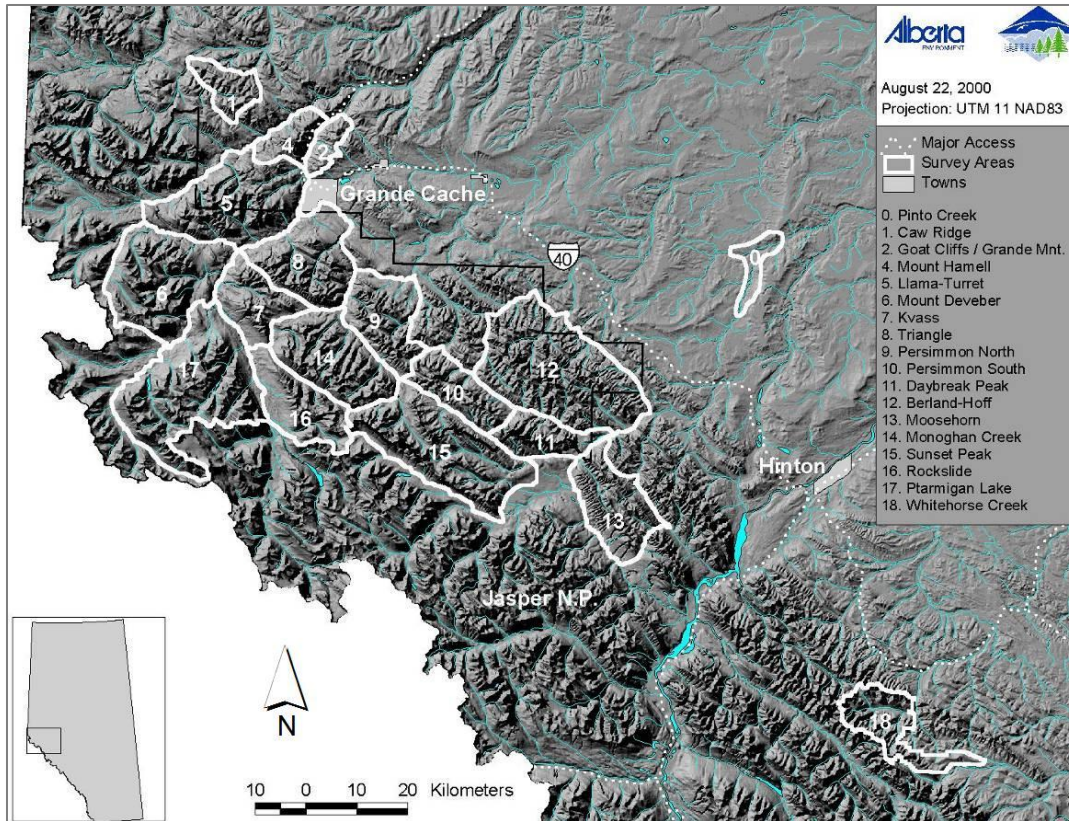 Alberta
ENVIRONMENT
August 22, 2000
Projection: UTM 11 NAD83
Major Access
Survey Areas
Towns
0. Pinto Creek
1. Caw Ridge
2. Goat Cliffs / Grande Mnt.
4. Mount Hamell
5. Llama-Turret
6. Mount Deveber
7. Kvass
8. Triangle
9. Persimmon North
10. Persimmon South
11. Daybreak Peak
12. Berland-Hoff
13. Moosehorn
14. Monoghan Creek
15. Sunset Peak
16. Rockslide
17. Ptarmigan Lake
18. Whitehorse Creek
1
4
2
Grande Cache
5
40
0
8
6
7
9
14
17
12
10
16
11
15
Hinton
13
Jasper N.P.
18
N
10 0 10 20 Kilometers